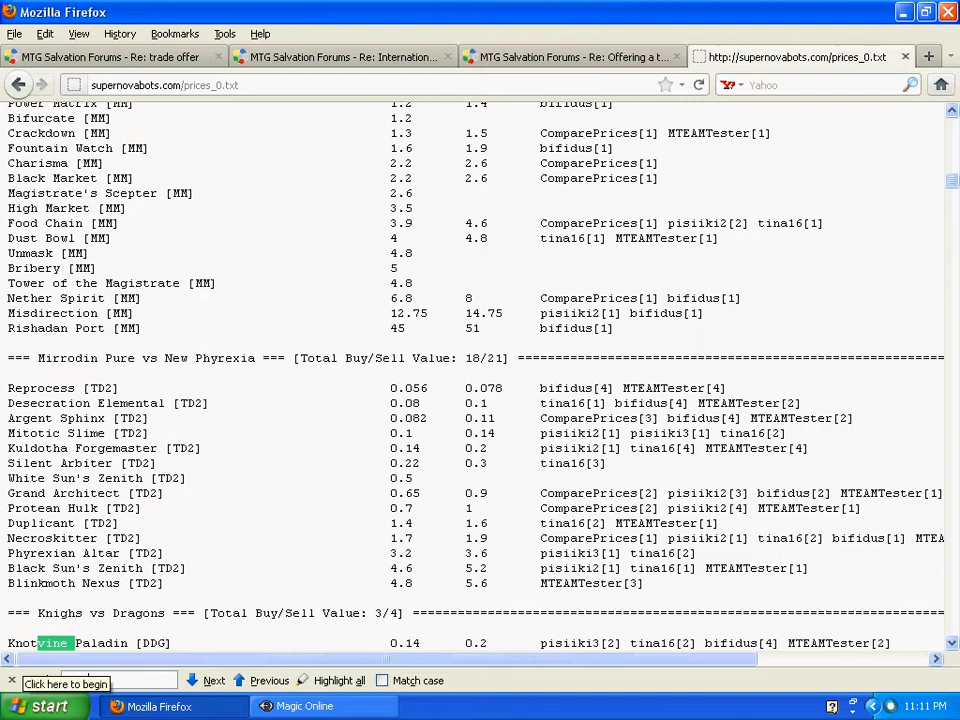 Mozilla Firefox
File Edit View History Bookmarks Tools Help
MTG Salvation Forums - Re: trade offer × MTG Salvation Forums - Re: Internation... × MTG Salvation Forums - Re: Offering a t... × http://supernovabots.com/prices_0.txt × +
supernovabots.com/prices_0.txt Yahoo
Power Matrix [MM] 1.2 1.4 bifidus[1]
Bifurcate [MM] 1.2
Crackdown [MM] 1.3 1.5 ComparePrices[1] MTEAMTester[1]
Fountain Watch [MM] 1.6 1.9 bifidus[1]
Charisma [MM] 2.2 2.6 ComparePrices[1]
Black Market [MM] 2.2 2.6 ComparePrices[1]
Magistrate's Scepter [MM] 2.6
High Market [MM] 3.5
Food Chain [MM] 3.9 4.6 ComparePrices[1] pisiiki2[2] tina16[1]
Dust Bowl [MM] 4 4.8 tina16[1] MTEAMTester[1]
Unmask [MM] 4.8
Bribery [MM] 5
Tower of the Magistrate [MM] 4.8
Nether Spirit [MM] 6.8 8 ComparePrices[1] bifidus[1]
Misdirection [MM] 12.75 14.75 pisiiki2[1] bifidus[1]
Rishadan Port [MM] 45 51 bifidus[1]
=== Mirrodin Pure vs New Phyrexia === [Total Buy/Sell Value: 18/21] ==========================================================
Reprocess [TD2] 0.056 0.078 bifidus[4] MTEAMTester[4]
Desecration Elemental [TD2] 0.08 0.1 tina16[1] bifidus[4] MTEAMTester[2]
Argent Sphinx [TD2] 0.082 0.11 ComparePrices[3] bifidus[4] MTEAMTester[2]
Mitotic Slime [TD2] 0.1 0.14 pisiiki2[1] pisiiki3[1] tina16[2]
Kuldotha Forgemaster [TD2] 0.14 0.2 pisiiki2[1] tina16[4] MTEAMTester[4]
Silent Arbiter [TD2] 0.22 0.3 tina16[3]
White Sun's Zenith [TD2] 0.5
Grand Architect [TD2] 0.65 0.9 ComparePrices[2] pisiiki2[3] bifidus[2] MTEAMTester[1]
Protean Hulk [TD2] 0.7 1 ComparePrices[2] pisiiki2[4] MTEAMTester[1]
Duplicant [TD2] 1.4 1.6 tina16[2] MTEAMTester[1]
Necroskitter [TD2] 1.7 1.9 ComparePrices[2] pisiiki2[1] tina16[2] bifidus[1] MTEA
Phyrexian Altar [TD2] 3.2 3.6 pisiiki3[1] tina16[2]
Black Sun's Zenith [TD2] 4.6 5.2 pisiiki2[1] tina16[2] MTEAMTester[1]
Blinkmoth Nexus [TD2] 4.8 5.6 MTEAMTester[3]
=== Knighs vs Dragons === [Total Buy/Sell Value: 3/4] ========================================================================
Knotvine Paladin [DDG] 0.14 0.2 pisiiki3[2] tina16[2] bifidus[4] MTEAMTester[2]
× Next Previous Highlight all Match case
Click here to begin
start Mozilla Firefox Magic Online 11:11 PM